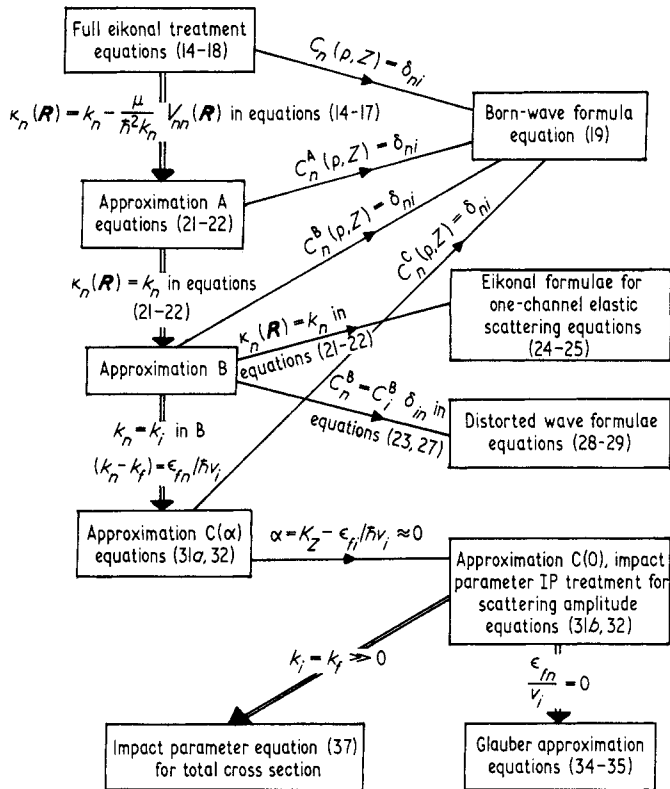 Full eikonal treatment
equations (14–18)
C_n (ρ,Z) = δ_ni
κ_n(R) = k_n − μ/ħ²k_n V_nn(R) in equations (14–17)
Born-wave formula
equation (19)
C_n^A (ρ,Z) = δ_ni
Approximation A
equations (21–22)
C_n^B (ρ,Z) = δ_ni
C_n^C (ρ,Z) = δ_ni
κ_n(R) = k_n in equations
(21–22)
Eikonal formulae for
one-channel elastic
scattering equations
(24–25)
κ_n(R) = k_n in
equations (21–22)
Approximation B
C_n^B = C_i^B δ_in in
equations (23, 27)
Distorted wave formulae
equations (28–29)
k_n = k_i in B
(k_n − k_f) = ϵ_fn/ħv_i
Approximation C(α)
equations (31a, 32)
α = K_Z − ϵ_fi/ħv_i ≈ 0
Approximation C(0), impact
parameter IP treatment for
scattering amplitude
equations (31b, 32)
k_i = k_f ≫ 0
ϵ_fn/v_i = 0
Impact parameter equation (37)
for total cross section
Glauber approximation
equations (34–35)